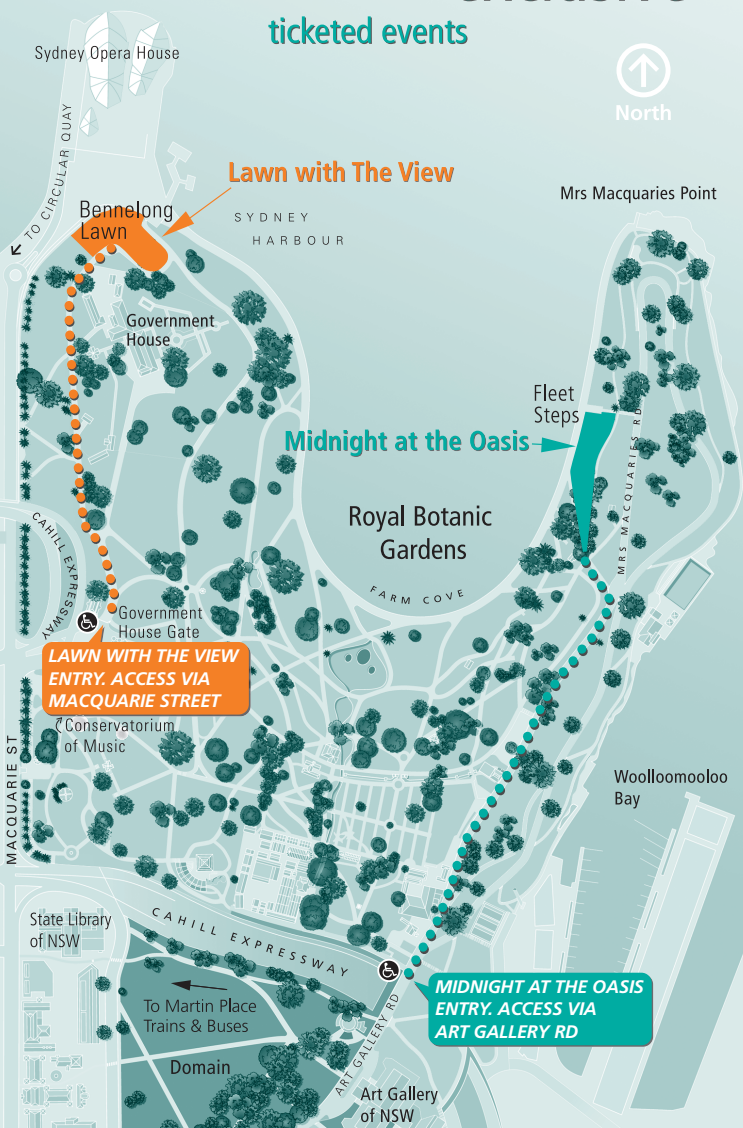 ticketed events
Sydney Opera House
North
TO CIRCULAR QUAY
Lawn with The View
Mrs Macquaries Point
Bennelong
Lawn
SYDNEY
HARBOUR
Government
House
Fleet
Steps
Midnight at the Oasis
MRS MACQUARIES RD
Royal Botanic
Gardens
CAHILL EXPRESSWAY
FARM COVE
Government
House Gate
LAWN WITH THE VIEW
ENTRY. ACCESS VIA
MACQUARIE STREET
Conservatorium
of Music
MACQUARIE ST
Woolloomooloo
Bay
State Library
of NSW
CAHILL EXPRESSWAY
MIDNIGHT AT THE OASIS
ENTRY. ACCESS VIA
ART GALLERY RD
To Martin Place
Trains & Buses
ART GALLERY RD
Domain
Art Gallery
of NSW